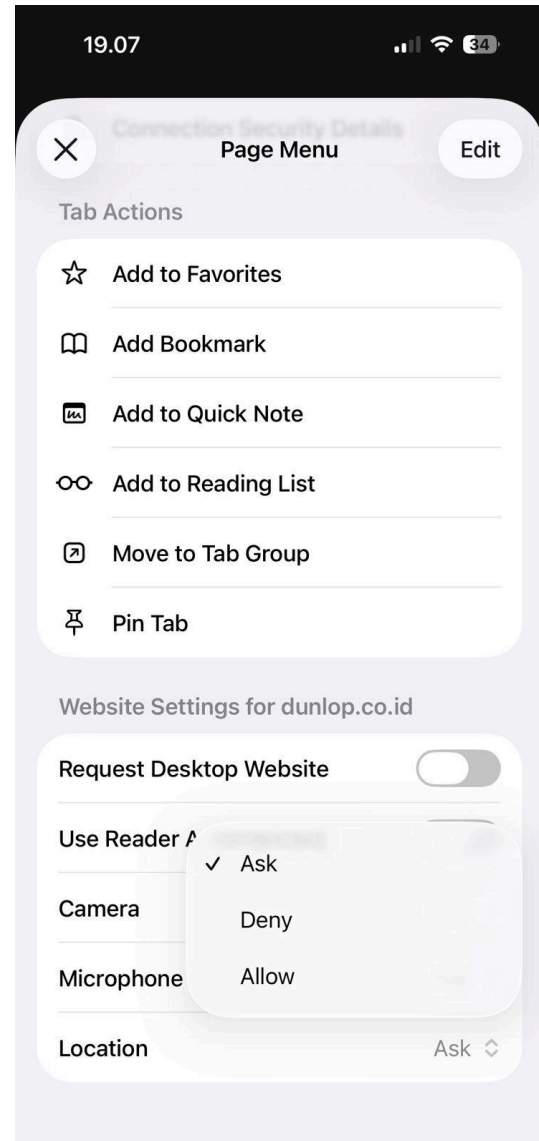 19.07
34
Connection Security Details
Page Menu
Edit
Tab Actions
Add to Favorites
Add Bookmark
Add to Quick Note
Add to Reading List
Move to Tab Group
Pin Tab
Website Settings for dunlop.co.id
Request Desktop Website
Use Reader
Ask
Camera
Deny
Microphone
Allow
Location
Ask